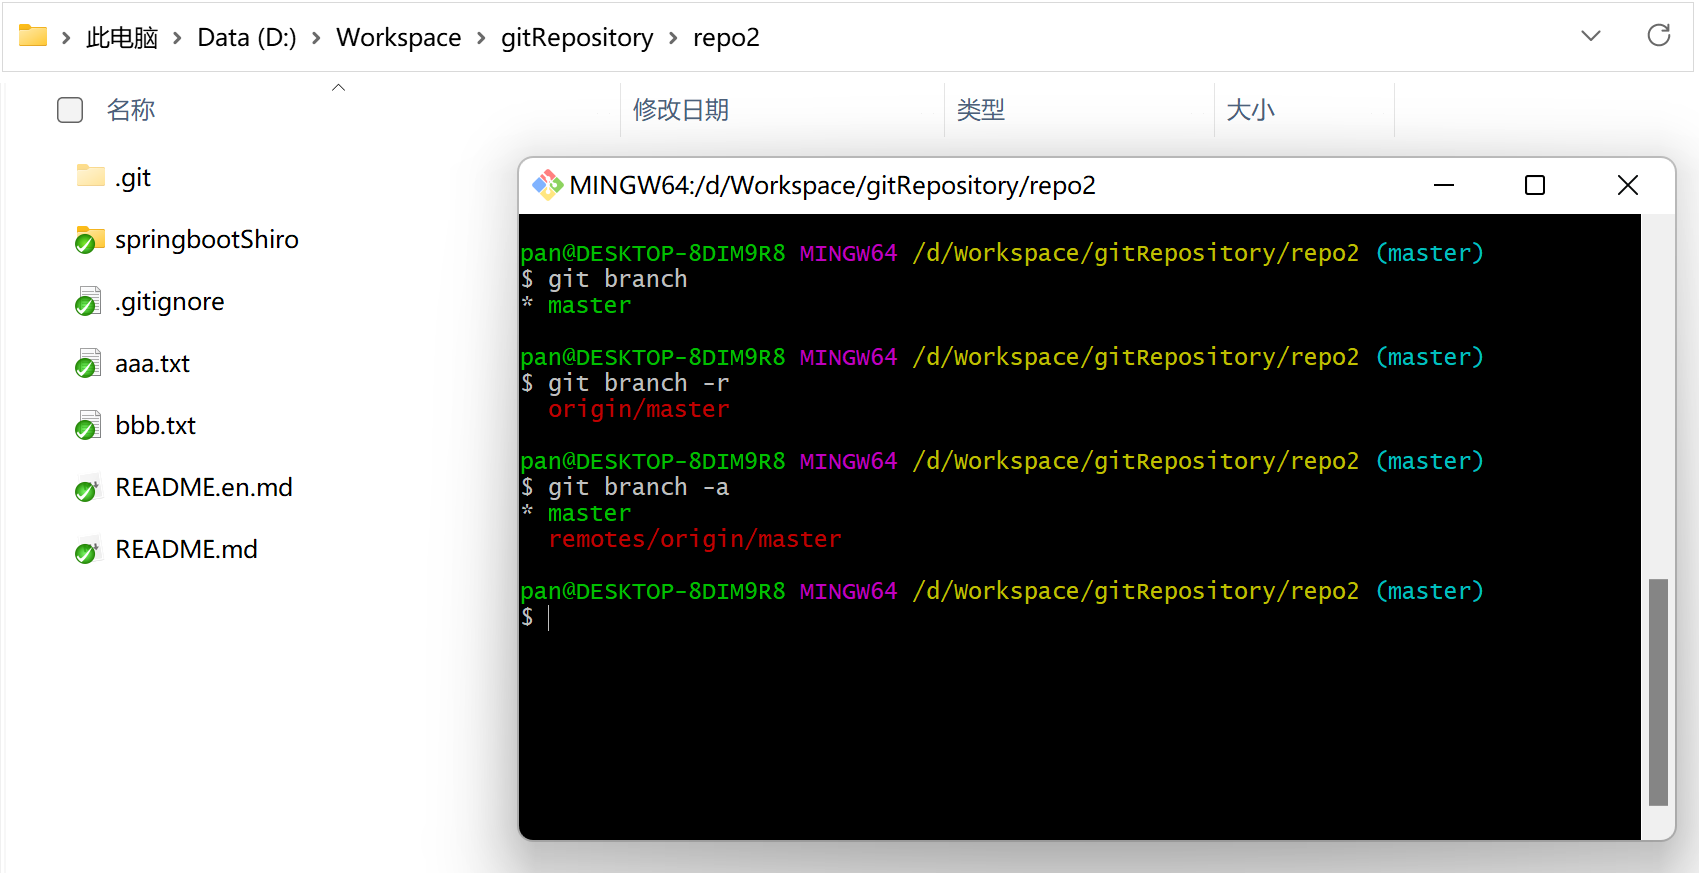 此电脑 > Data (D:) > Workspace > gitRepository > repo2
名称 修改日期 类型 大小
.git
springbootShiro
.gitignore
aaa.txt
bbb.txt
README.en.md
README.md
MINGW64:/d/Workspace/gitRepository/repo2
pan@DESKTOP-8DIM9R8 MINGW64 /d/Workspace/gitRepository/repo2 (master)
$ git branch
* master
pan@DESKTOP-8DIM9R8 MINGW64 /d/Workspace/gitRepository/repo2 (master)
$ git branch -r
origin/master
pan@DESKTOP-8DIM9R8 MINGW64 /d/Workspace/gitRepository/repo2 (master)
$ git branch -a
* master
remotes/origin/master
pan@DESKTOP-8DIM9R8 MINGW64 /d/Workspace/gitRepository/repo2 (master)
$